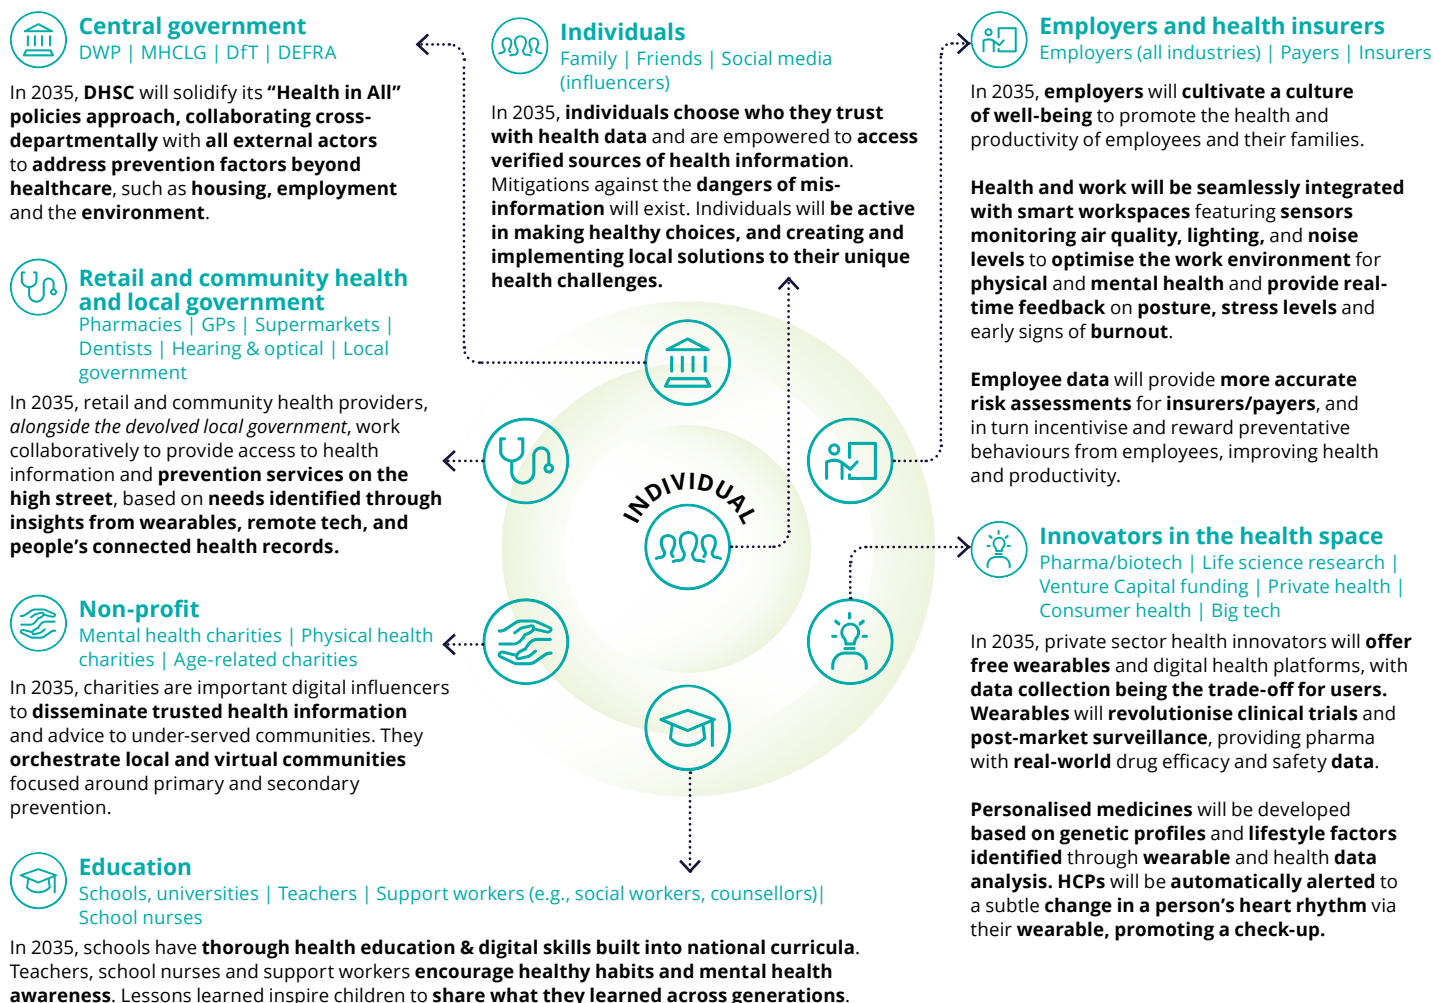 Central government
DWP | MHCLG | DfT | DEFRA
In 2035, DHSC will solidify its “Health in All”
policies approach, collaborating cross-
departmentally with all external actors
to address prevention factors beyond
healthcare, such as housing, employment
and the environment.
Retail and community health
and local government
Pharmacies | GPs | Supermarkets |
Dentists | Hearing & optical | Local
government
In 2035, retail and community health providers,
alongside the devolved local government, work
collaboratively to provide access to health
information and prevention services on the
high street, based on needs identified through
insights from wearables, remote tech, and
people’s connected health records.
Non-profit
Mental health charities | Physical health
charities | Age-related charities
In 2035, charities are important digital influencers
to disseminate trusted health information
and advice to under-served communities. They
orchestrate local and virtual communities
focused around primary and secondary
prevention.
Education
Schools, universities | Teachers | Support workers (e.g., social workers, counsellors)|
School nurses
In 2035, schools have thorough health education & digital skills built into national curricula.
Teachers, school nurses and support workers encourage healthy habits and mental health
awareness. Lessons learned inspire children to share what they learned across generations.
Individuals
Family | Friends | Social media
(influencers)
In 2035, individuals choose who they trust
with health data and are empowered to access
verified sources of health information.
Mitigations against the dangers of mis-
information will exist. Individuals will be active
in making healthy choices, and creating and
implementing local solutions to their unique
health challenges.
INDIVIDUAL
Employers and health insurers
Employers (all industries) | Payers | Insurers
In 2035, employers will cultivate a culture
of well-being to promote the health and
productivity of employees and their families.
Health and work will be seamlessly integrated
with smart workspaces featuring sensors
monitoring air quality, lighting, and noise
levels to optimise the work environment for
physical and mental health and provide real-
time feedback on posture, stress levels and
early signs of burnout.
Employee data will provide more accurate
risk assessments for insurers/payers, and
in turn incentivise and reward preventative
behaviours from employees, improving health
and productivity.
Innovators in the health space
Pharma/biotech | Life science research |
Venture Capital funding | Private health |
Consumer health | Big tech
In 2035, private sector health innovators will offer
free wearables and digital health platforms, with
data collection being the trade-off for users.
Wearables will revolutionise clinical trials and
post-market surveillance, providing pharma
with real-world drug efficacy and safety data.
Personalised medicines will be developed
based on genetic profiles and lifestyle factors
identified through wearable and health data
analysis. HCPs will be automatically alerted to
a subtle change in a person’s heart rhythm via
their wearable, promoting a check-up.